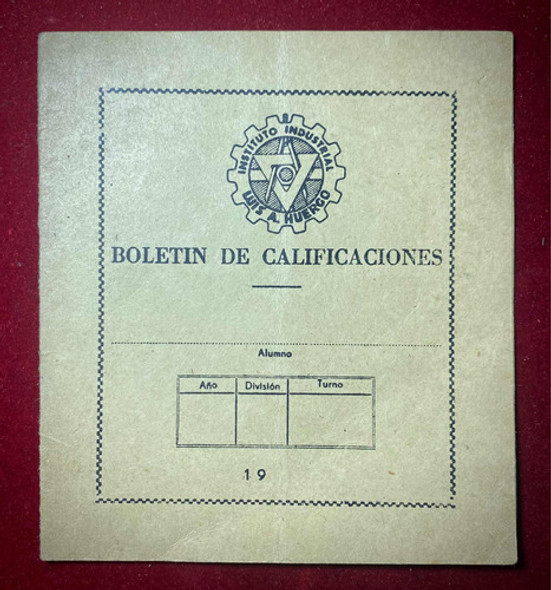 INSTITUTO INDUSTRIAL
LUIS A. HUERGO
BOLETIN DE CALIFICACIONES
Alumno
Año División Turno
19